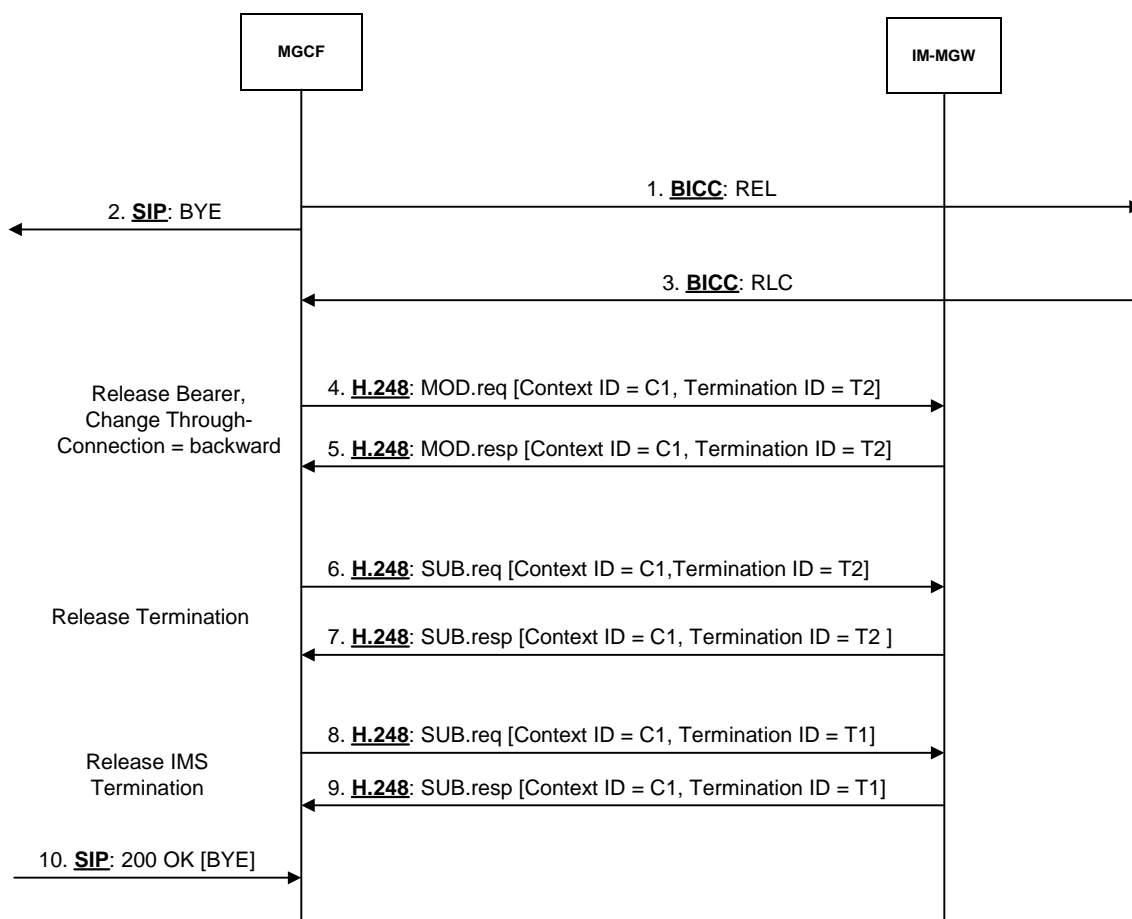 MGCF
IM-MGW
1. BICC: REL
2. SIP: BYE
3. BICC: RLC
Release Bearer,
Change Through-
Connection = backward
4. H.248: MOD.req [Context ID = C1, Termination ID = T2]
5. H.248: MOD.resp [Context ID = C1, Termination ID = T2]
6. H.248: SUB.req [Context ID = C1,Termination ID = T2]
Release Termination
7. H.248: SUB.resp [Context ID = C1, Termination ID = T2 ]
8. H.248: SUB.req [Context ID = C1, Termination ID = T1]
Release IMS
Termination
9. H.248: SUB.resp [Context ID = C1, Termination ID = T1]
10. SIP: 200 OK [BYE]